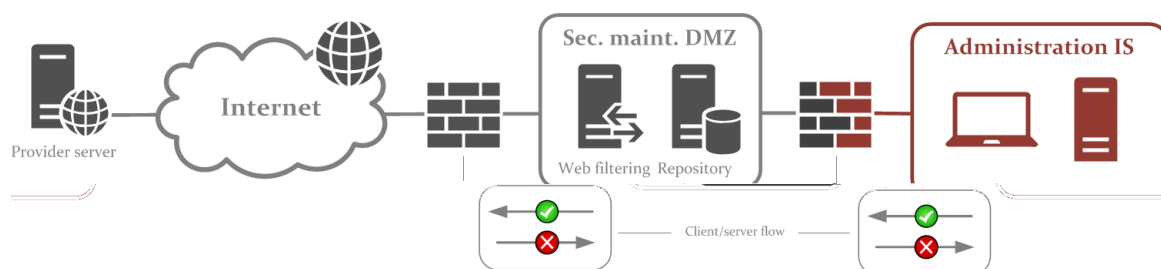 Sec. maint. DMZ
Administration IS
Internet
Provider server
Web filtering
Repository
Client/server flow